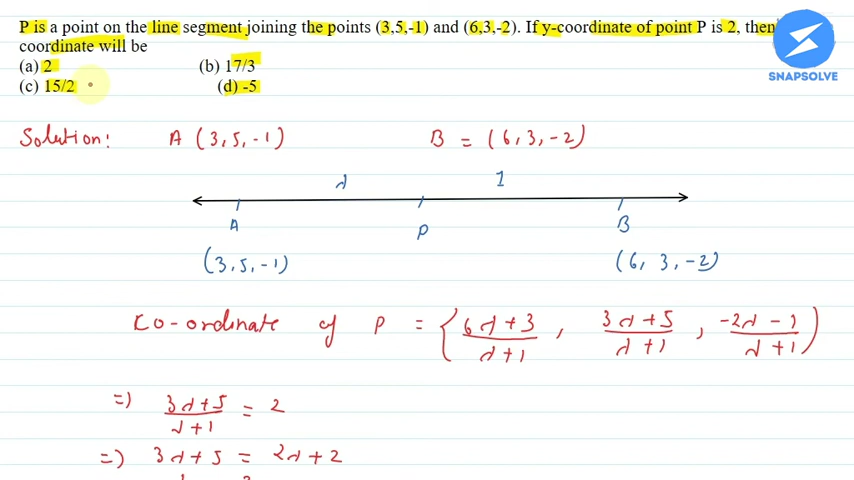 P is a point on the line segment joining the points (3,5,-1) and (6,3,-2). If y-coordinate of point P is 2, then
coordinate will be
(a) 2 (b) 17/3
(c) 15/2 (d) -5
SNAPSOLVE
Solution: A (3,5,-1) B = (6,3,-2)
λ 1
A P B
(3,5,-1) (6, 3, -2)
Co-ordinate of P = { (6λ+3)/(λ+1) , (3λ+5)/(λ+1) , (-2λ-1)/(λ+1) )
=) (3λ+5)/(λ+1) = 2
=) 3λ+5 = 2λ+2